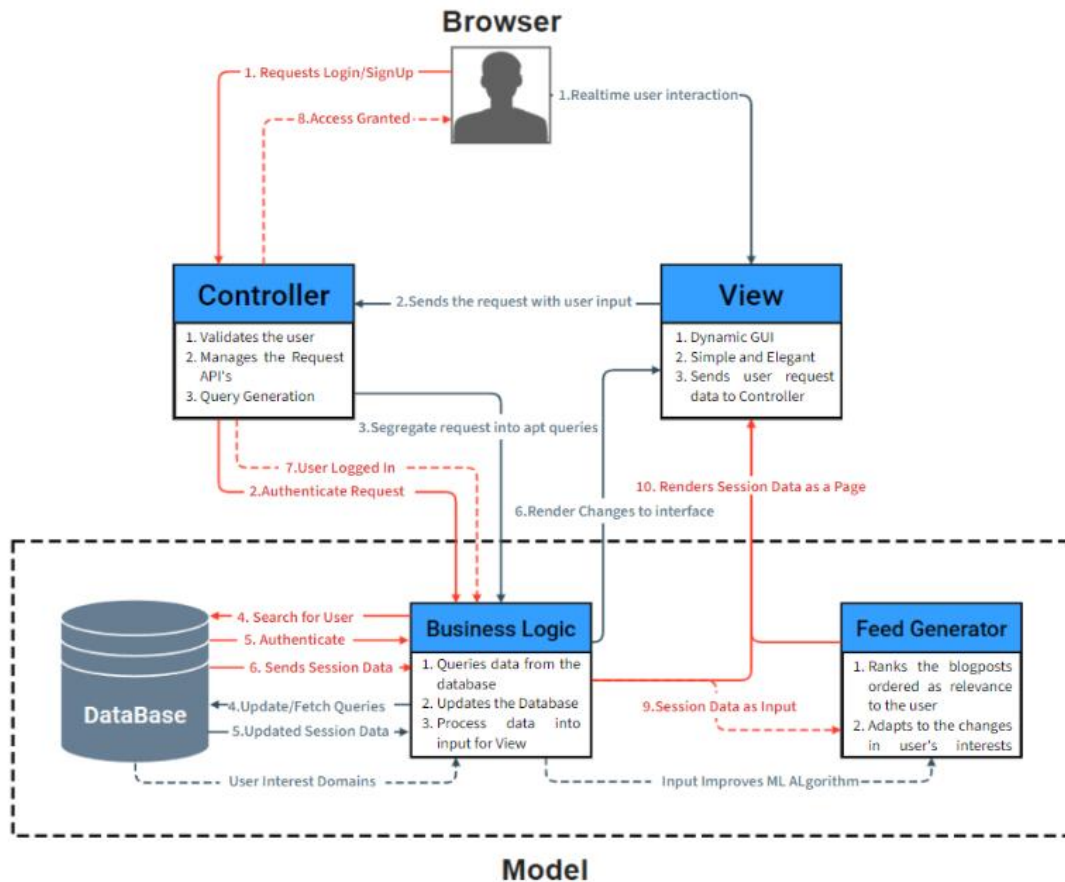 Browser
1. Requests Login/SignUp
1.Realtime user interaction
8.Access Granted
Controller
1. Validates the user
2. Manages the Request
API's
3. Query Generation
2.Sends the request with user input
View
1. Dynamic GUI
2. Simple and Elegant
3. Sends user request
data to Controller
3.Segregate request into apt queries
7.User Logged In
2.Authenticate Request
10. Renders Session Data as a Page
6.Render Changes to interface
DataBase
4. Search for User
5. Authenticate
6. Sends Session Data
4.Update/Fetch Queries
5.Updated Session Data
User Interest Domains
Business Logic
1. Queries data from the
database
2. Updates the Database
3. Process data into
input for View
9.Session Data as Input
Input Improves ML ALgorithm
Feed Generator
1. Ranks the blogposts
ordered as relevance
to the user
2. Adapts to the changes
in user's interests
Model